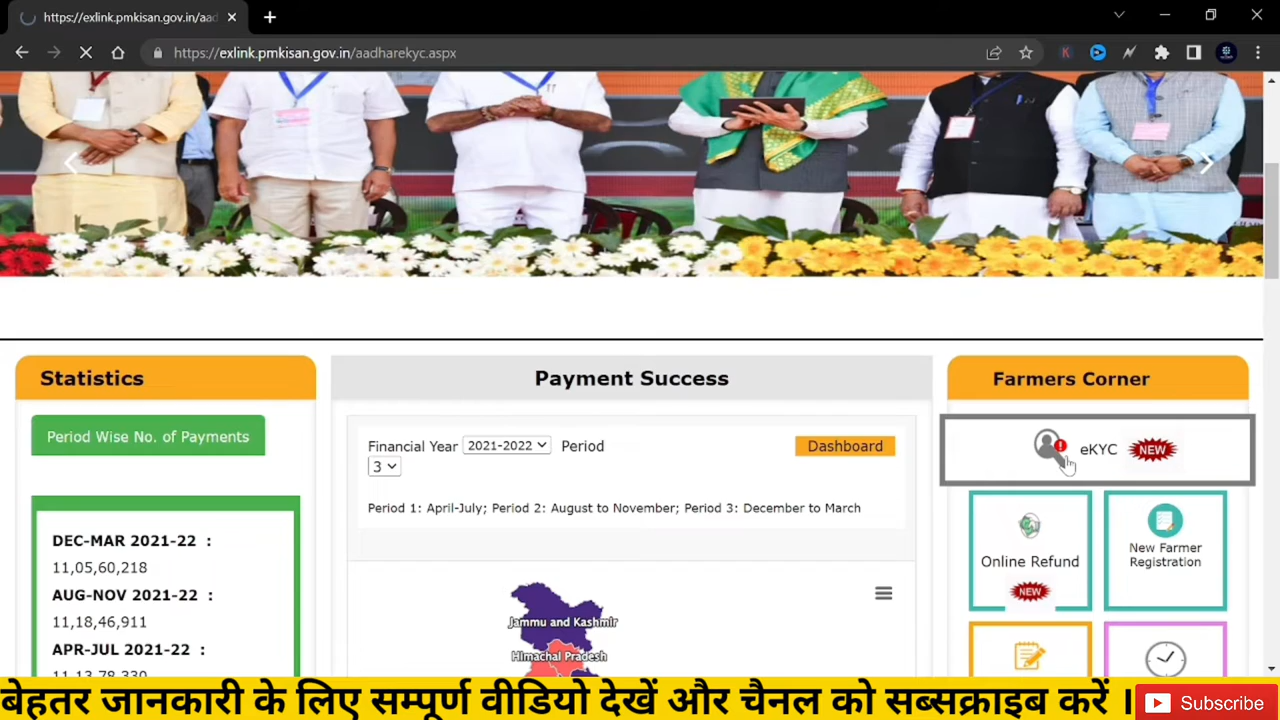 https://exlink.pmkisan.gov.in/aad
https://exlink.pmkisan.gov.in/aadharekyc.aspx
Statistics
Payment Success
Farmers Corner
Period Wise No. of Payments
Financial Year 2021-2022 Period
3
Dashboard
eKYC NEW
Period 1: April-July; Period 2: August to November; Period 3: December to March
DEC-MAR 2021-22 :
11,05,60,218
AUG-NOV 2021-22 :
11,18,46,911
APR-JUL 2021-22 :
11,13,78,330
Online Refund
NEW
New Farmer
Registration
Jammu and Kashmir
Himachal Pradesh
बेहतर जानकारी के लिए सम्पूर्ण वीडियो देखें और चैनल को सब्सक्राइब करें ।
Subscribe